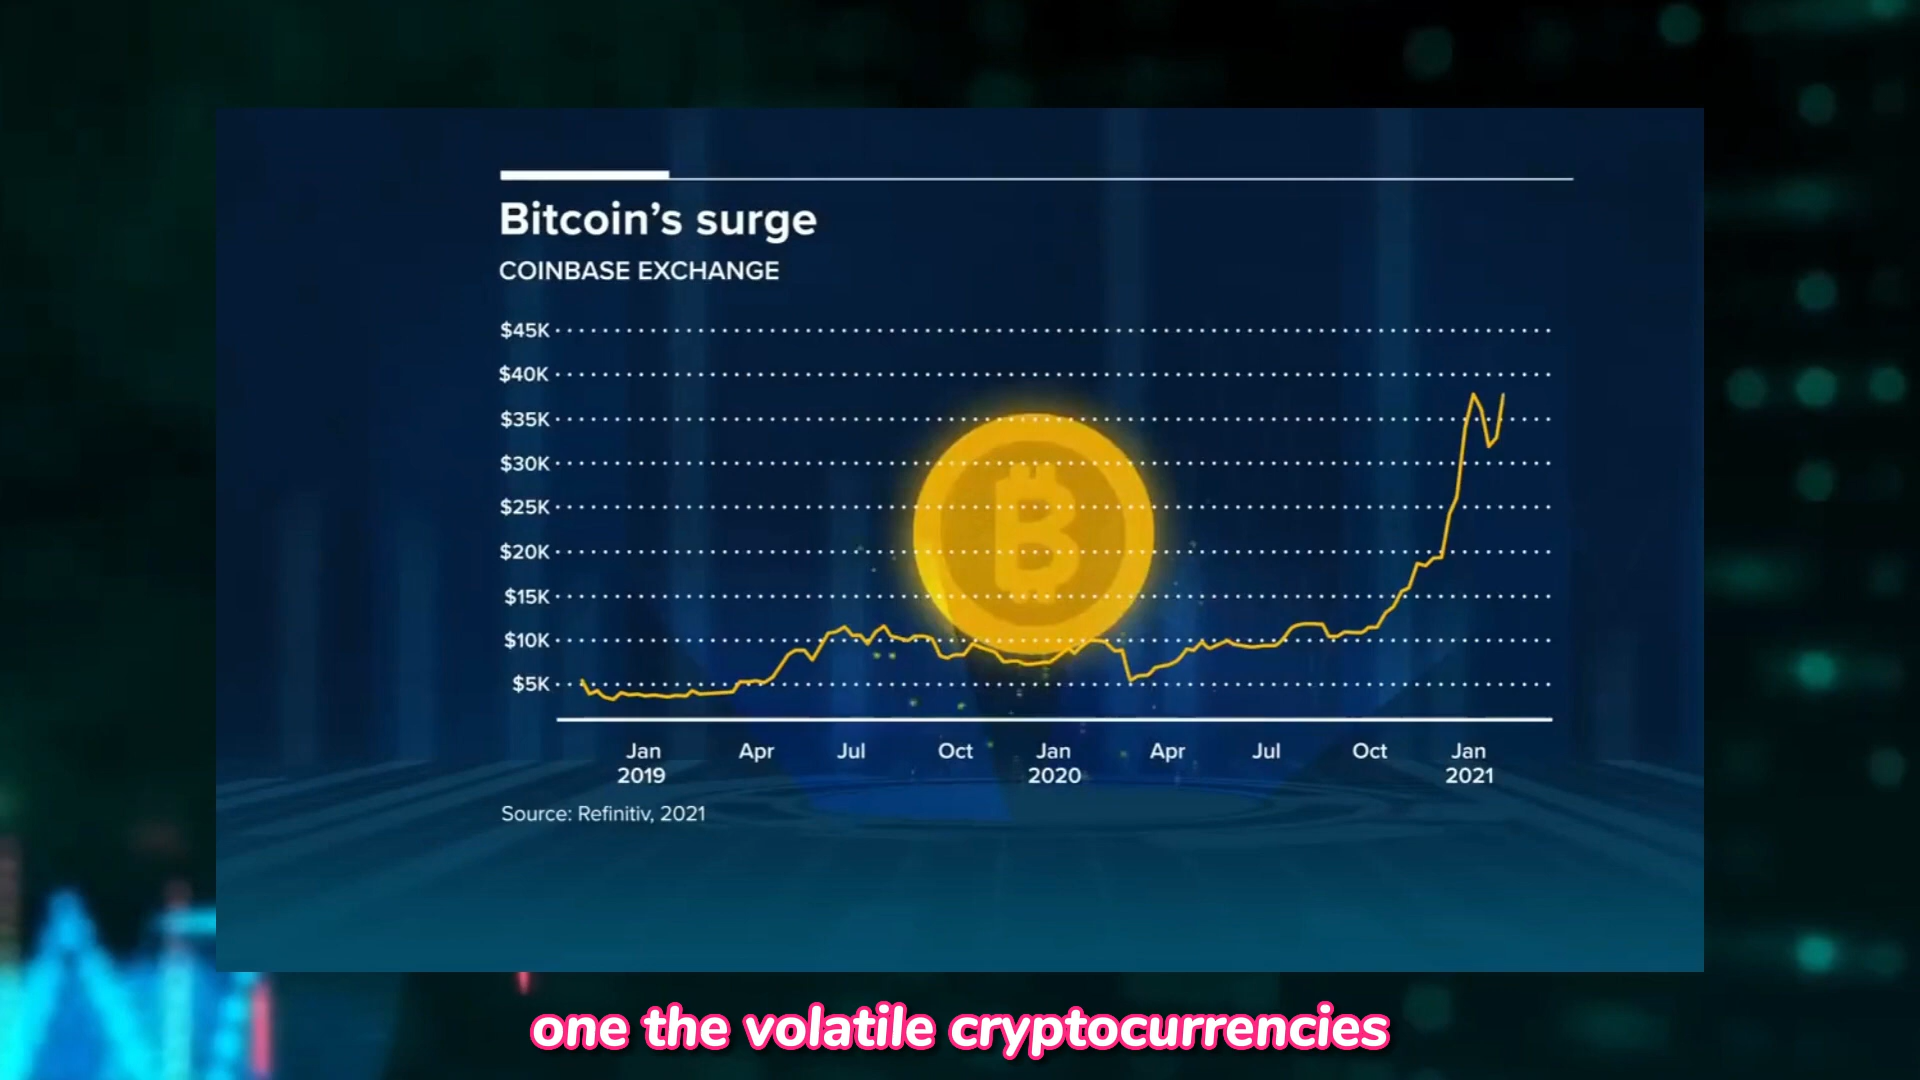 Bitcoin's surge
COINBASE EXCHANGE
$45K
$40K
$35K
$30K
$25K
$20K
$15K
$10K
$5K
Jan Apr Jul Oct Jan Apr Jul Oct Jan
2019 2020 2021
Source: Refinitiv, 2021
one the volatile cryptocurrencies